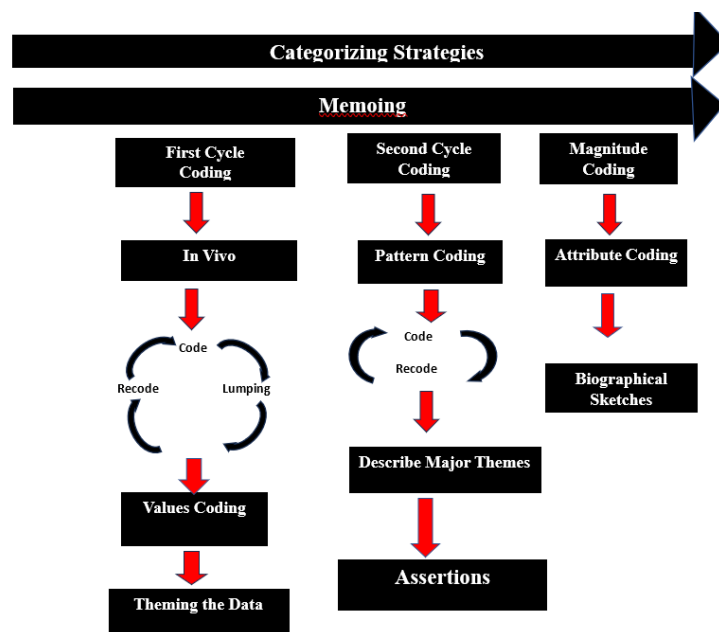 Categorizing Strategies
Memoing
First Cycle
Coding
Second Cycle
Coding
Magnitude
Coding
In Vivo
Pattern Coding
Attribute Coding
Code
Recode
Lumping
Code
Recode
Biographical
Sketches
Describe Major Themes
Values Coding
Assertions
Theming the Data